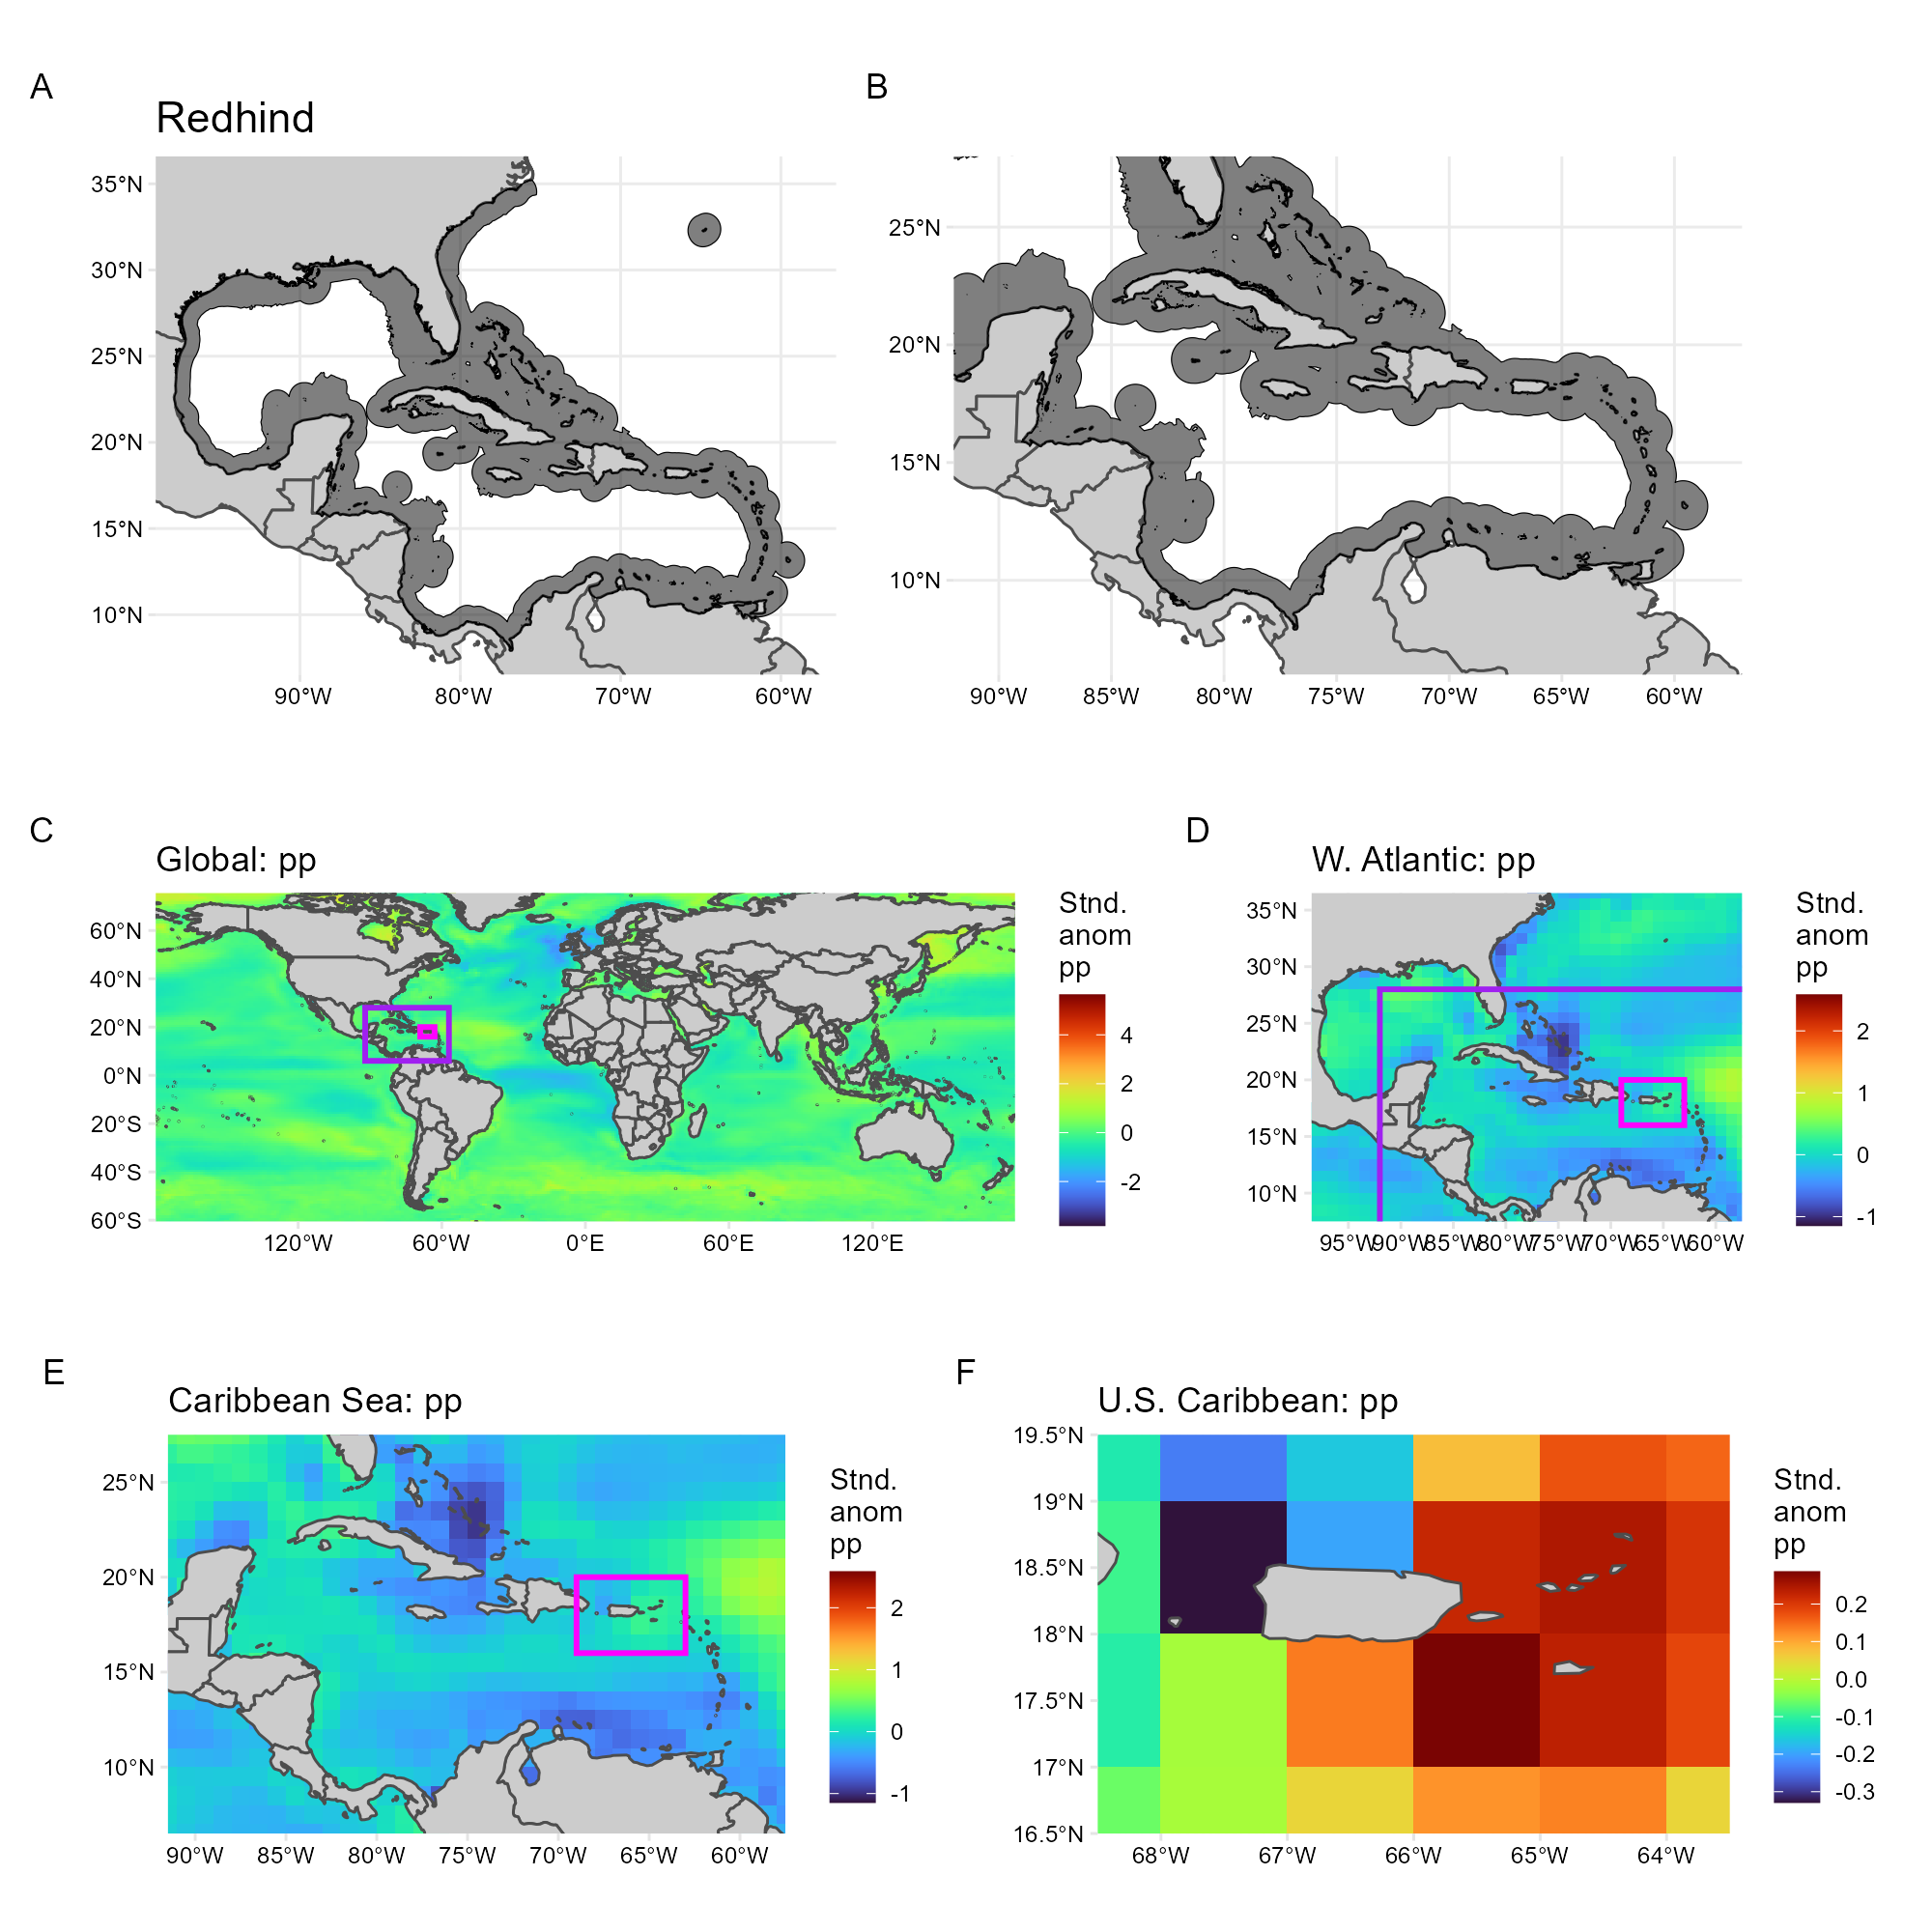 A
B
Redhind
35°N
30°N
25°N
20°N
15°N
10°N
90°W 80°W 70°W 60°W
25°N
20°N
15°N
10°N
90°W 85°W 80°W 75°W 70°W 65°W 60°W
C
Global: pp
60°N
40°N
20°N
0°N
20°S
40°S
60°S
120°W 60°W 0°E 60°E 120°E
Stnd.
anom
pp
4
2
0
-2
D
W. Atlantic: pp
35°N
30°N
25°N
20°N
15°N
10°N
95°W 90°W 85°W 80°W 75°W 70°W 65°W 60°W
Stnd.
anom
pp
2
1
0
-1
E
Caribbean Sea: pp
25°N
20°N
15°N
10°N
90°W 85°W 80°W 75°W 70°W 65°W 60°W
Stnd.
anom
pp
2
1
0
-1
F
U.S. Caribbean: pp
19.5°N
19°N
18.5°N
18°N
17.5°N
17°N
16.5°N
68°W 67°W 66°W 65°W 64°W
Stnd.
anom
pp
0.2
0.1
0.0
-0.1
-0.2
-0.3